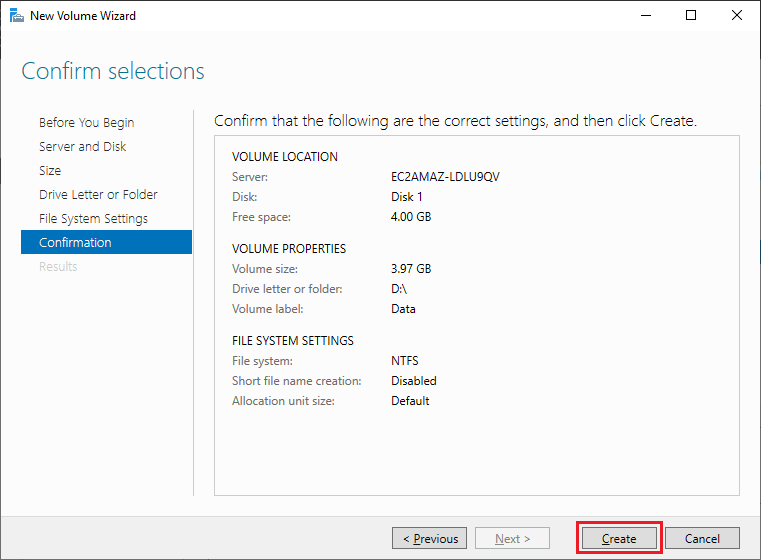 New Volume Wizard
Confirm selections
Before You Begin
Server and Disk
Size
Drive Letter or Folder
File System Settings
Confirmation
Results
Confirm that the following are the correct settings, and then click Create.
VOLUME LOCATION
Server: EC2AMAZ-LDLU9QV
Disk: Disk 1
Free space: 4.00 GB
VOLUME PROPERTIES
Volume size: 3.97 GB
Drive letter or folder: D:\
Volume label: Data
FILE SYSTEM SETTINGS
File system: NTFS
Short file name creation: Disabled
Allocation unit size: Default
< Previous Next > Create Cancel